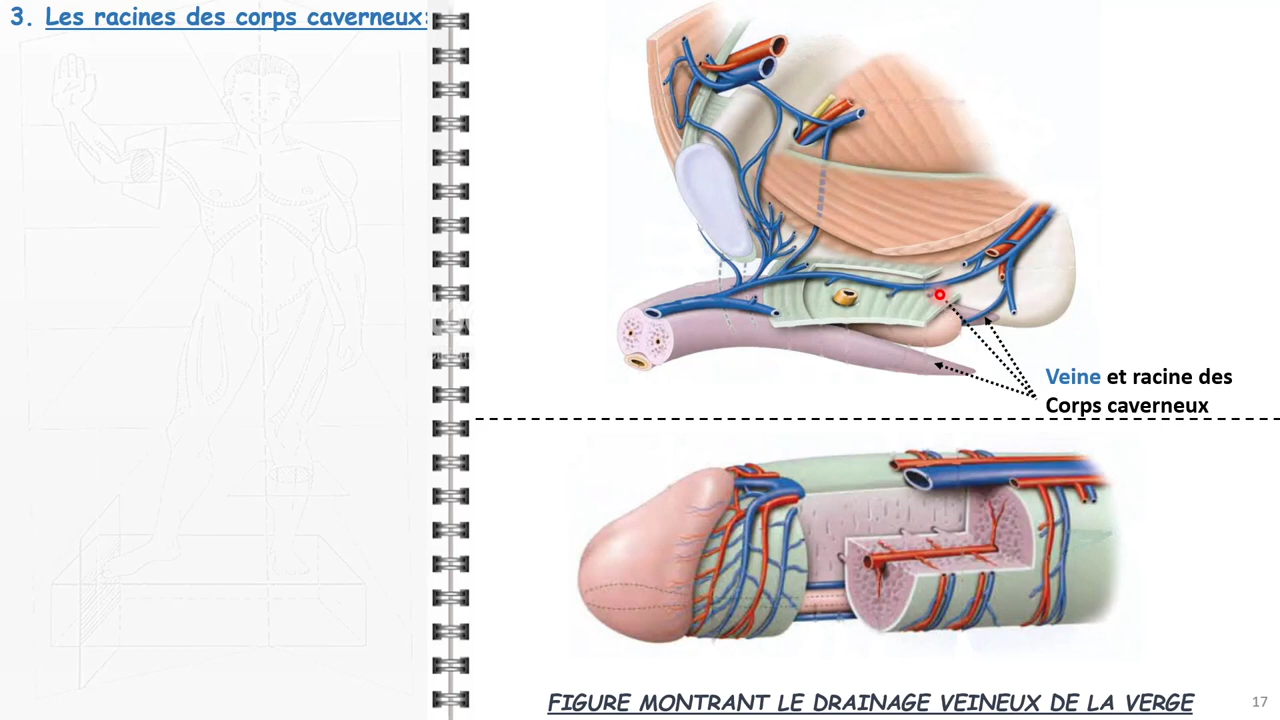 3. Les racines des corps caverneux:
Veine et racine des
Corps caverneux
FIGURE MONTRANT LE DRAINAGE VEINEUX DE LA VERGE
17